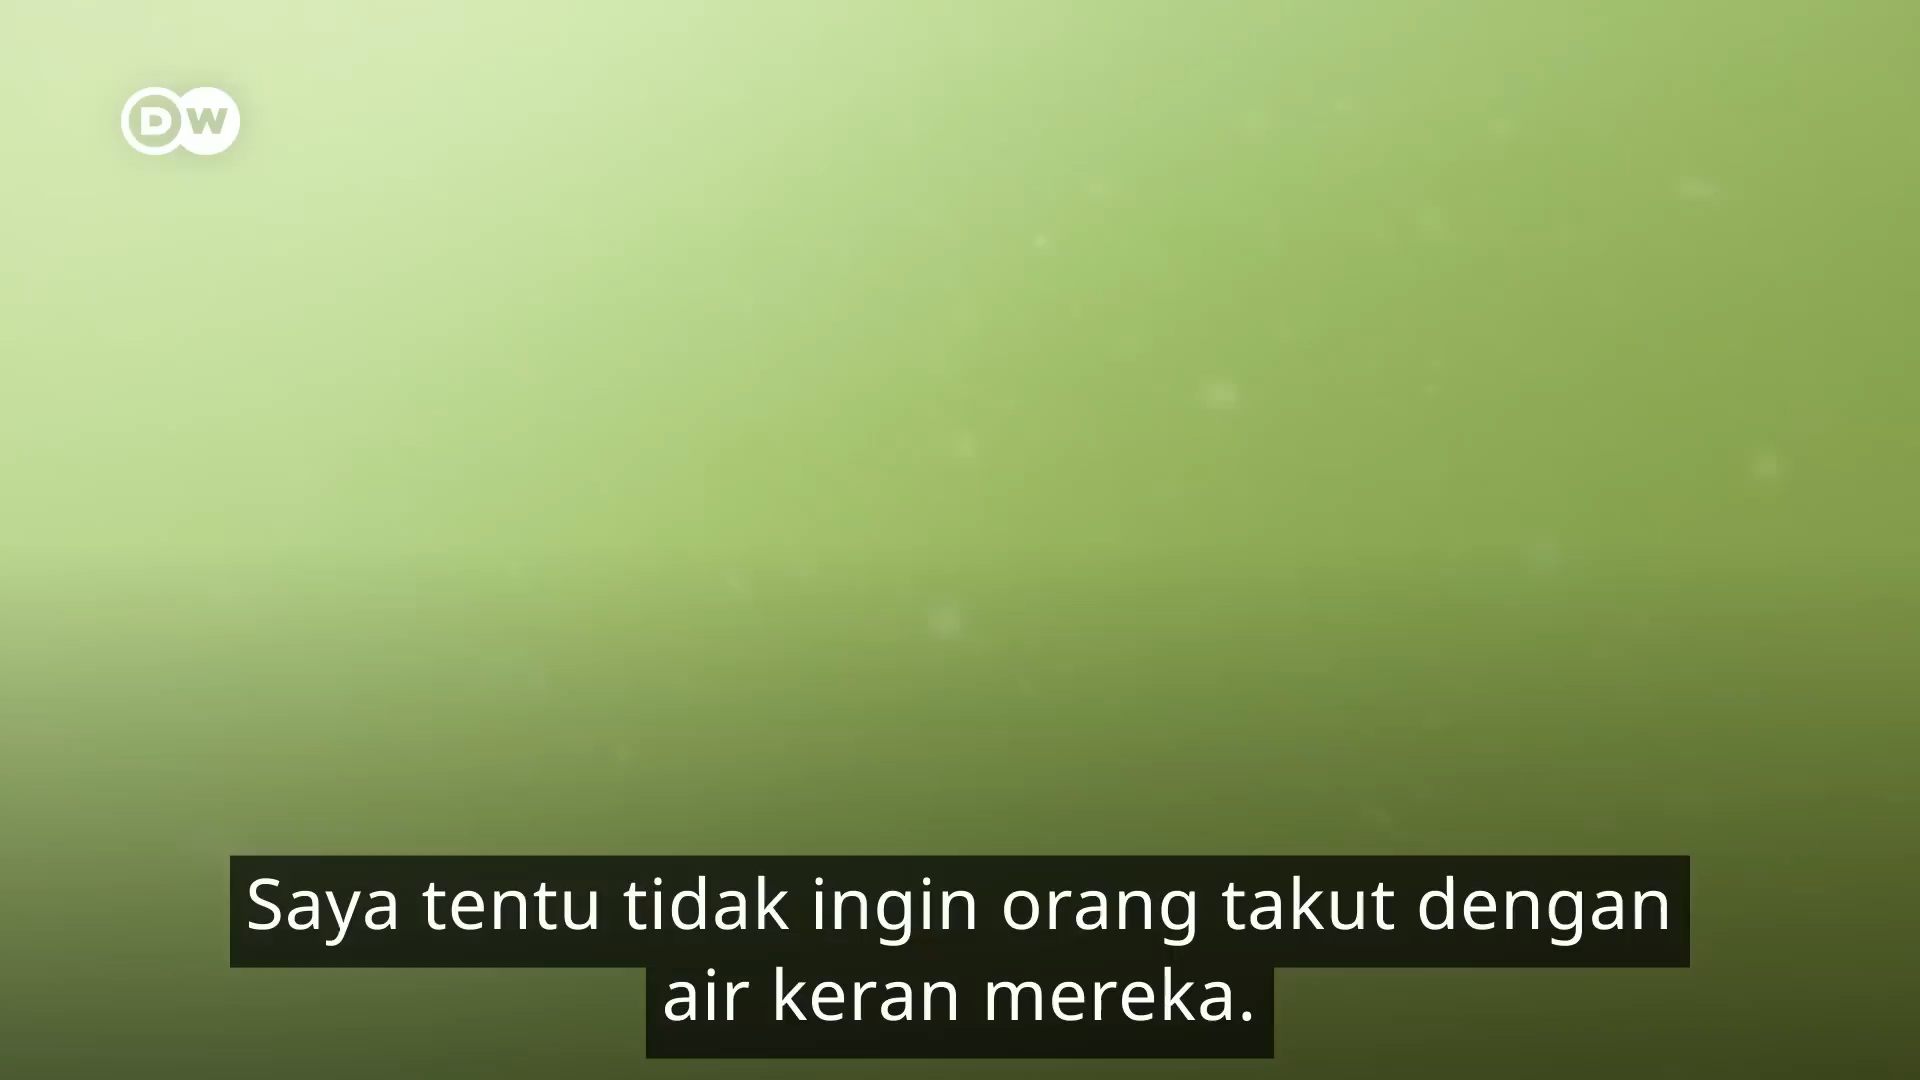 DW
Saya tentu tidak ingin orang takut dengan
air keran mereka.